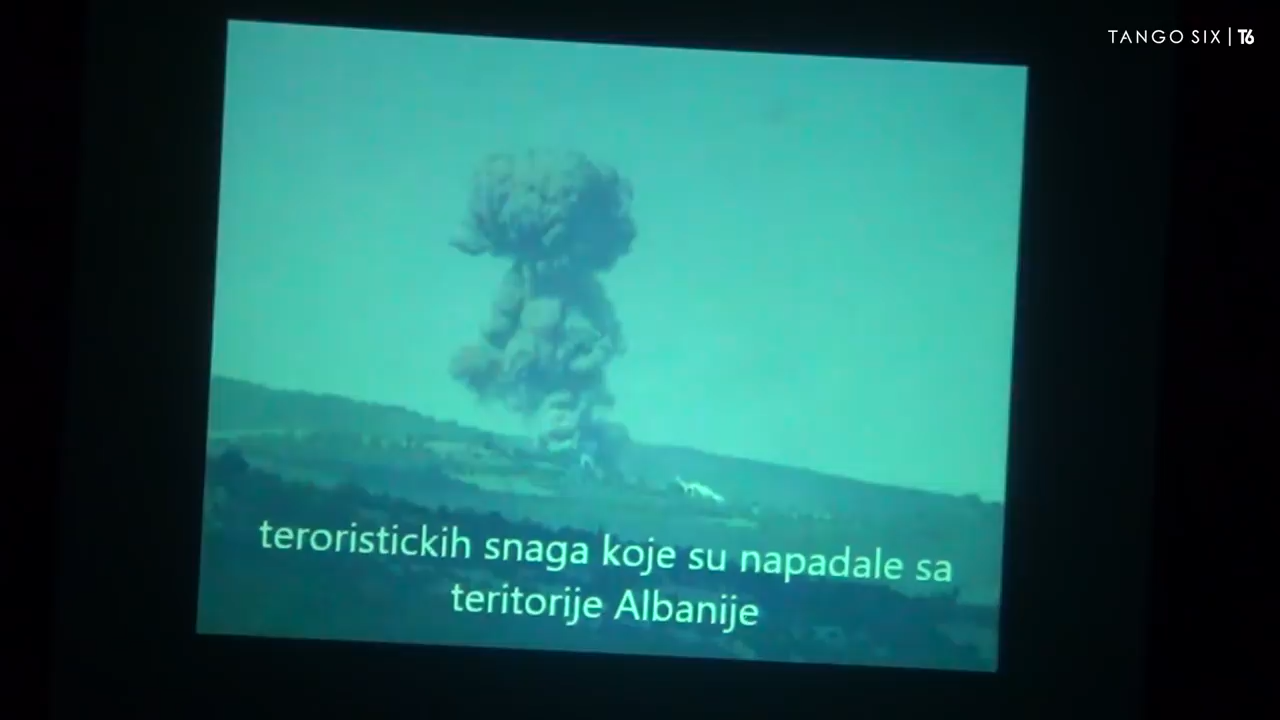 TANGO SIX | T6
teroristickih snaga koje su napadale sa
teritorije Albanije